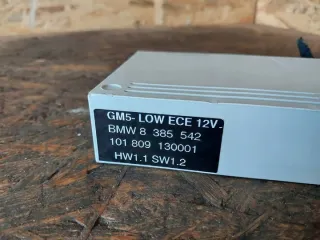 GM5- LOW ECE 12V
BMW 8 385 542
101 809 130001
HW1.1 SW1.2